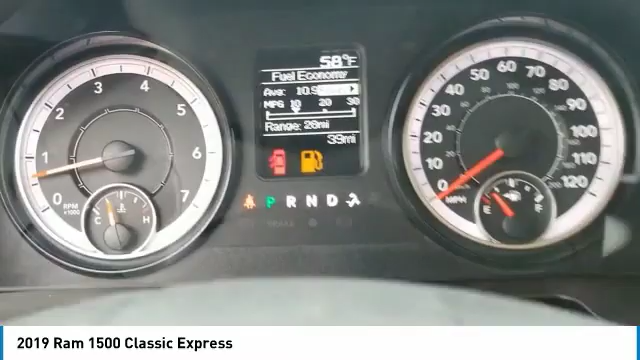 58°F
Fuel Economy
Ave: 10.9
MPG 10 20 30
Range: 28mi
39mi
0 1 2 3 4 5 6 7
RPM
x1000
C H
P R N D
0 10 20 30 40 50 60 70 80 90 100 110 120
MPH
E F
2019 Ram 1500 Classic Express